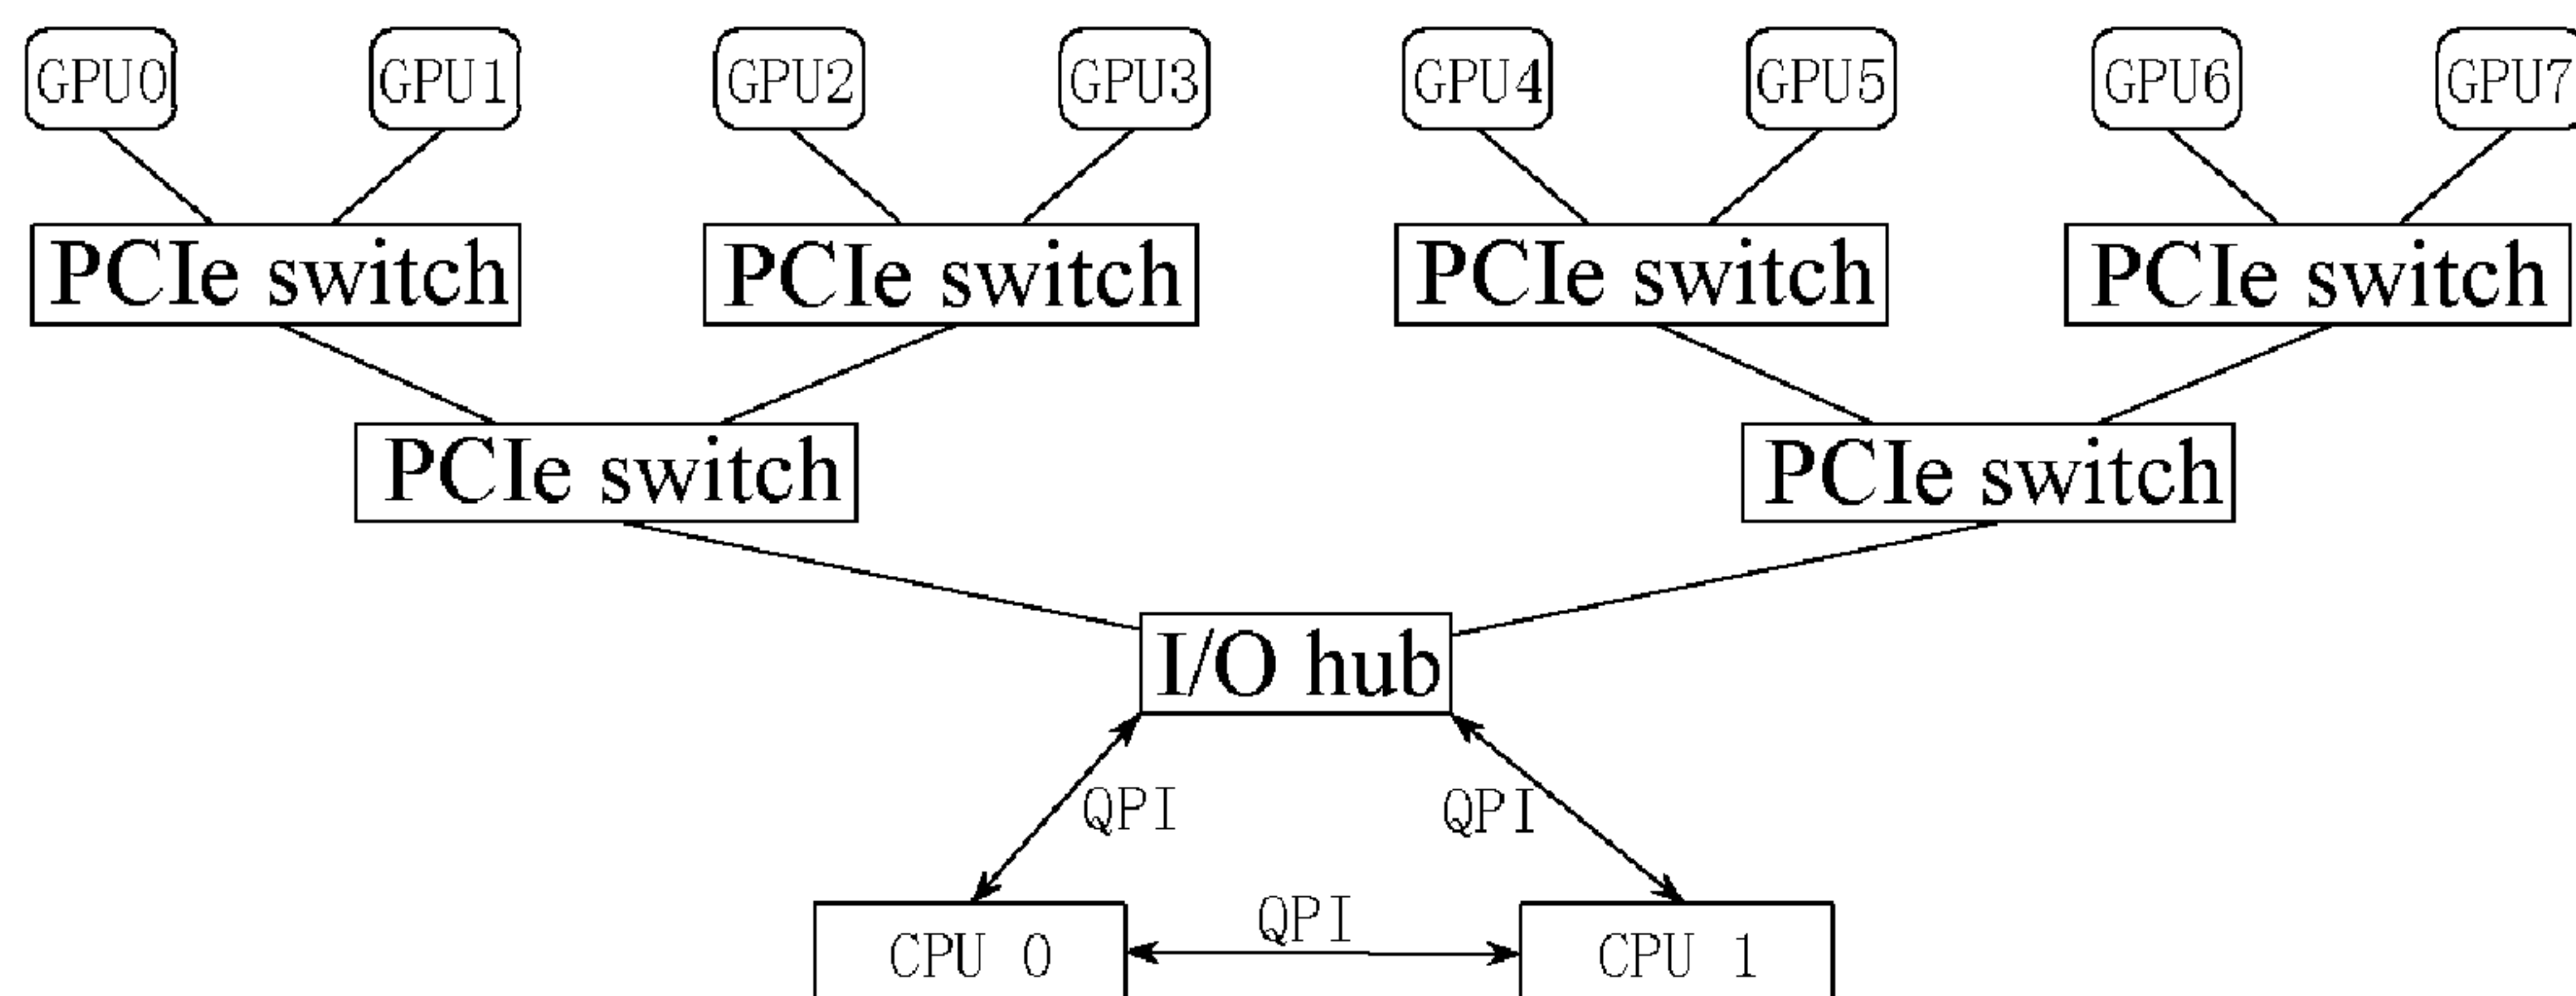 GPU0 GPU1 GPU2 GPU3 GPU4 GPU5 GPU6 GPU7
PCIe switch PCIe switch PCIe switch PCIe switch
PCIe switch PCIe switch
I/O hub
QPI QPI
QPI
CPU 0 CPU 1